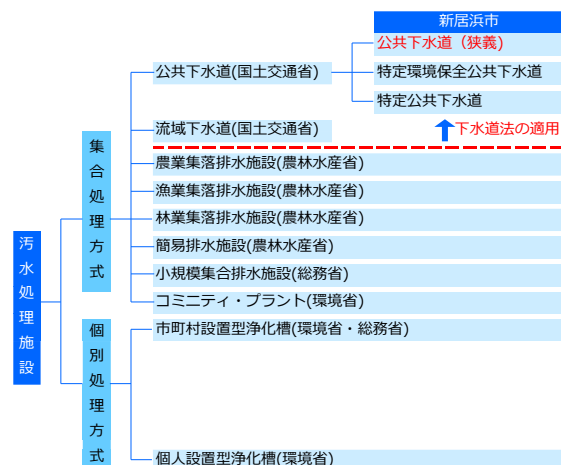 新居浜市
公共下水道（狭義)
公共下水道(国土交通省)
特定環境保全公共下水道
特定公共下水道
流域下水道(国土交通省)
下水道法の適用
集合処理方式
農業集落排水施設(農林水産省)
漁業集落排水施設(農林水産省)
林業集落排水施設(農林水産省)
簡易排水施設(農林水産省)
小規模集合排水施設(総務省)
コミニティ・プラント(環境省)
汚水処理施設
個別処理方式
市町村設置型浄化槽(環境省・総務省)
個人設置型浄化槽(環境省)